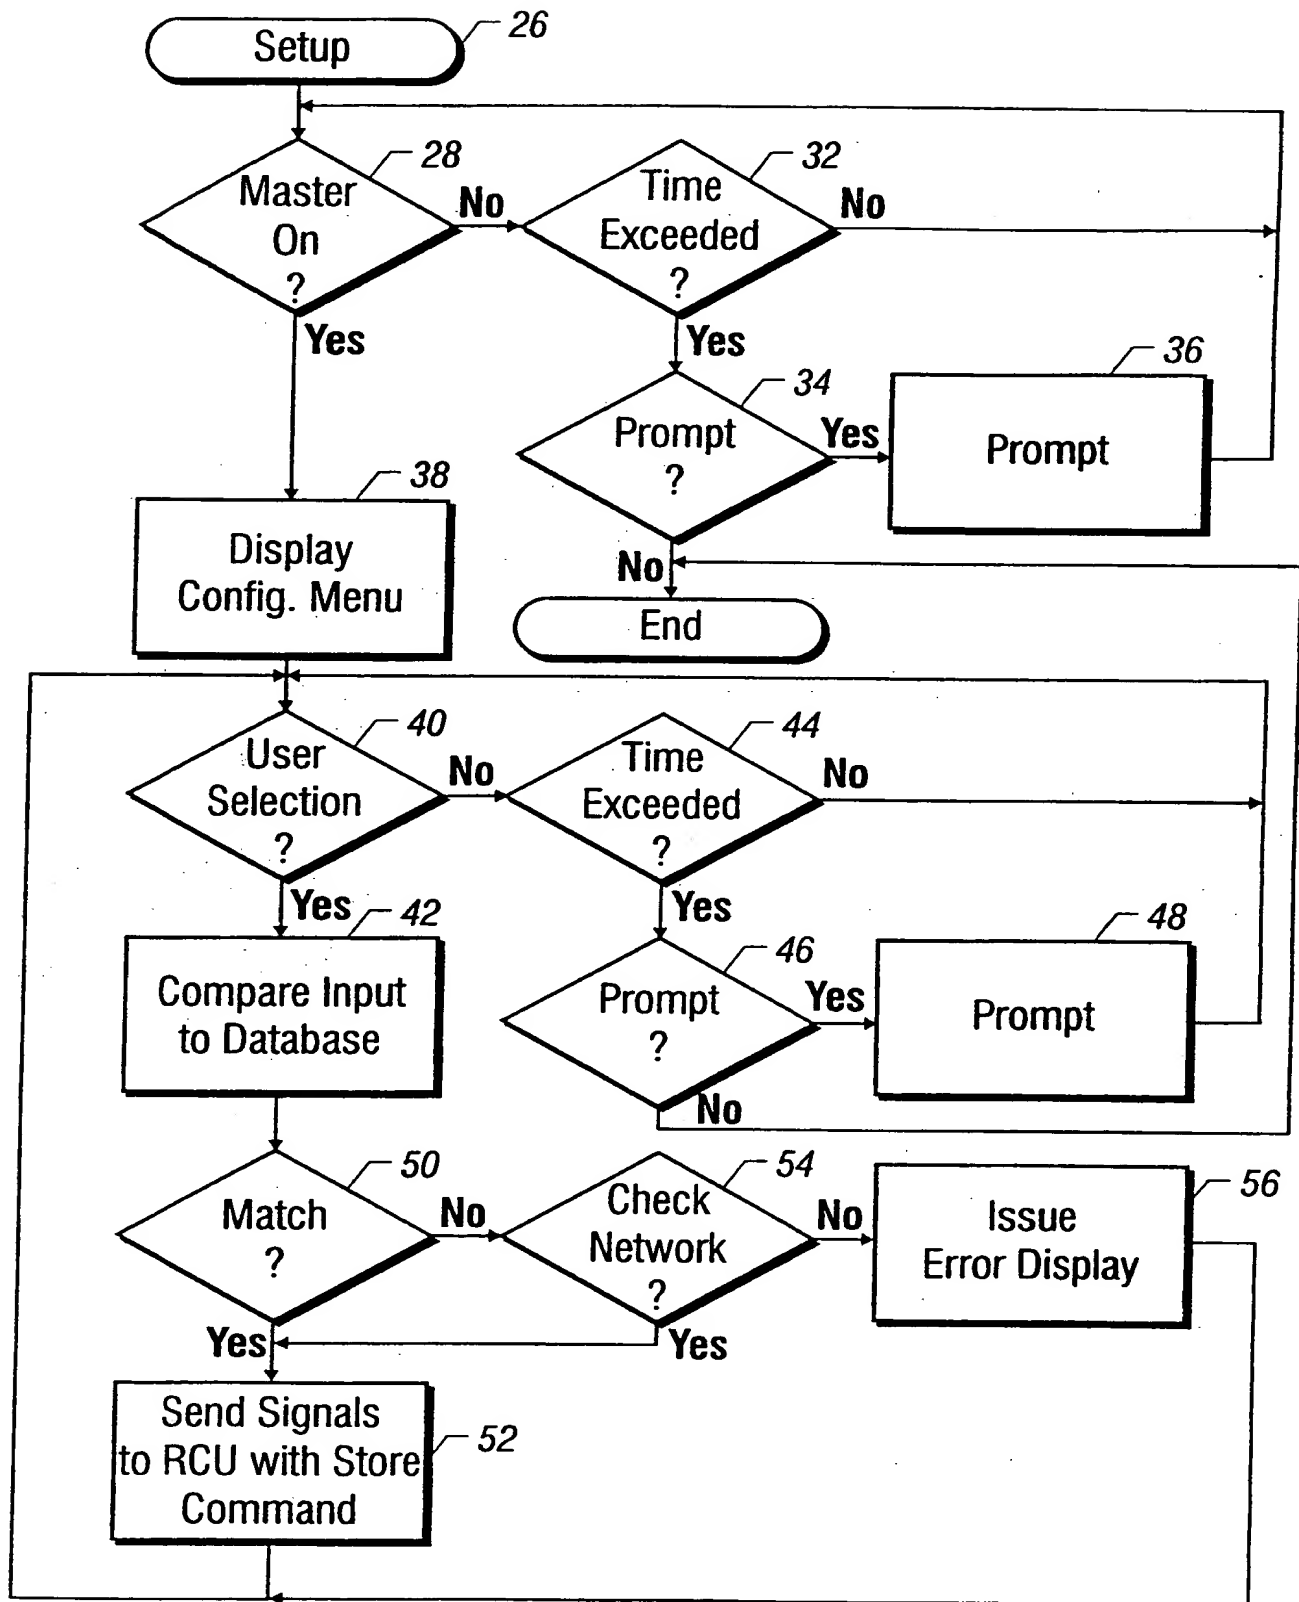 Setup
26
Master
On
?
28
No
Time
Exceeded
?
32
No
Yes
Yes
Prompt
?
34
Yes
Prompt
36
No
End
Display
Config. Menu
38
User
Selection
?
40
No
Time
Exceeded
?
44
No
Yes
Yes
Compare Input
to Database
42
Prompt
?
46
Yes
Prompt
48
No
Match
?
50
No
Check
Network
?
54
No
Issue
Error Display
56
Yes
Yes
Send Signals
to RCU with Store
Command
52